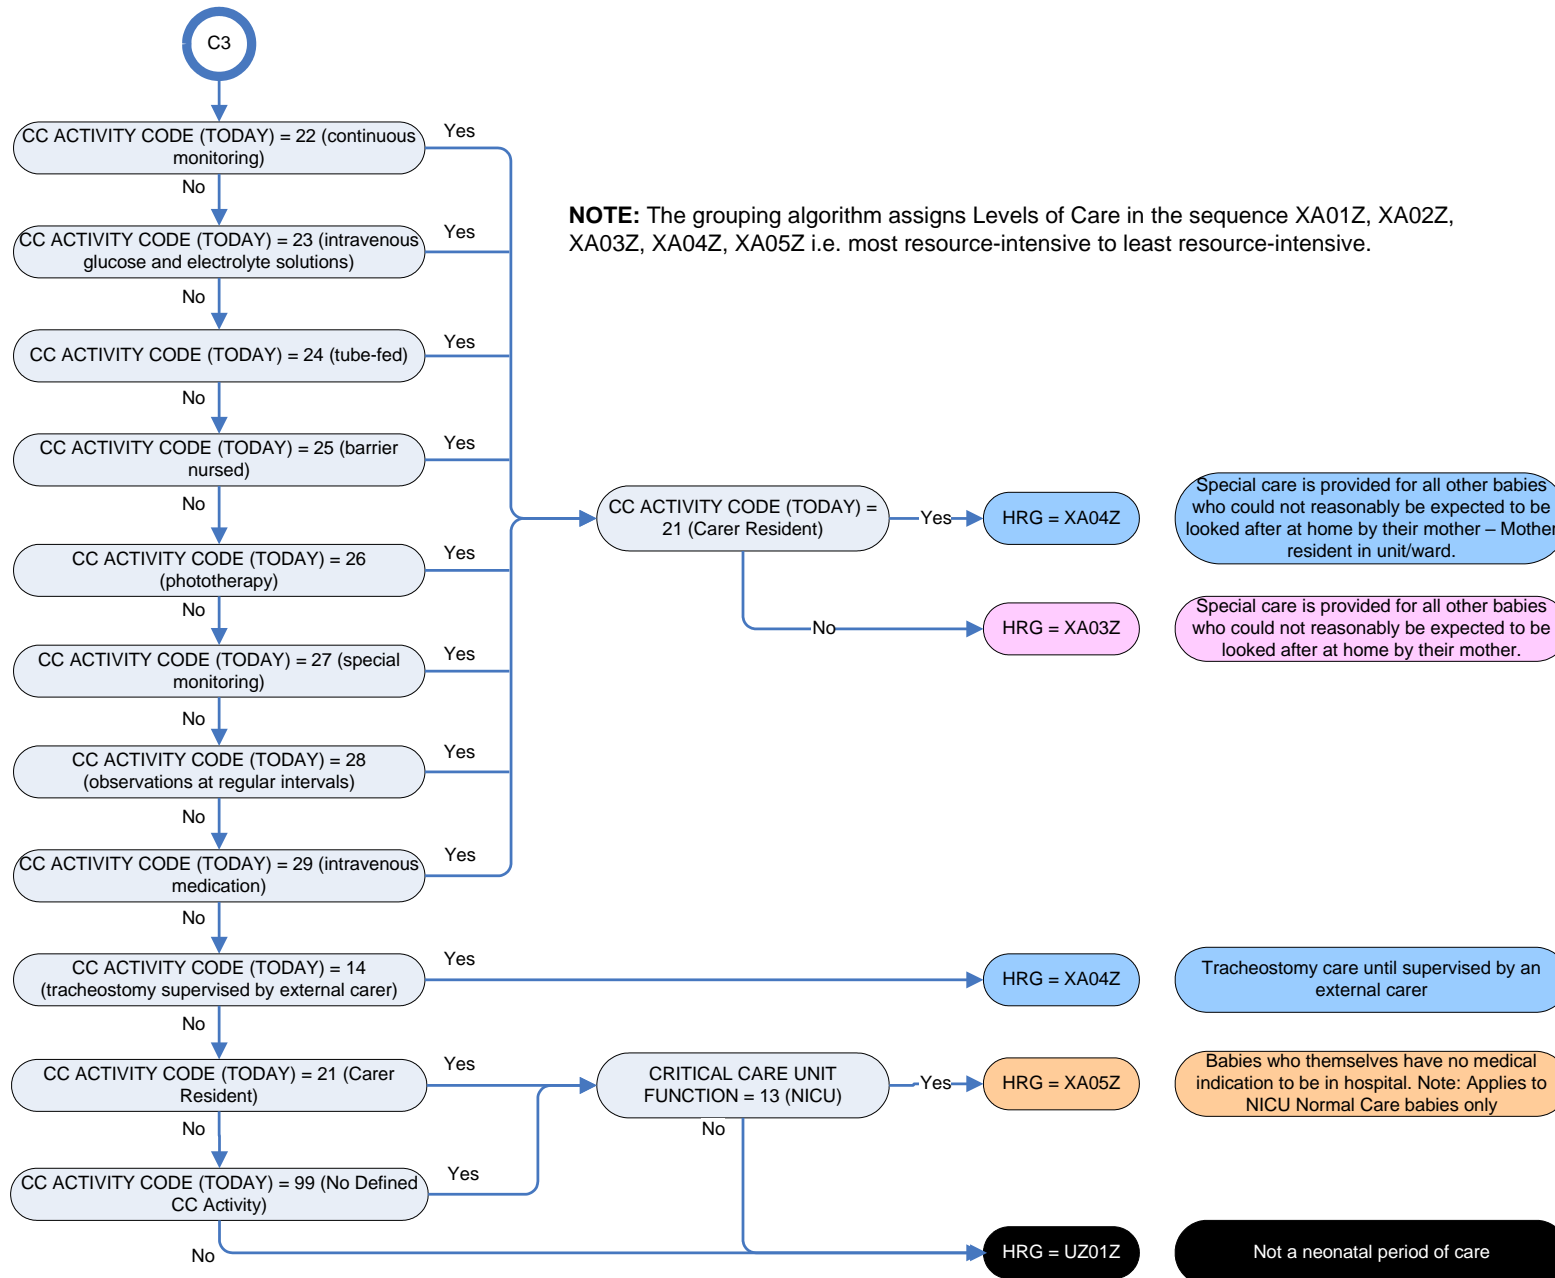 C3
CC ACTIVITY CODE (TODAY) = 22 (continuous
monitoring)
Yes
No
NOTE: The grouping algorithm assigns Levels of Care in the sequence XA01Z, XA02Z,
XA03Z, XA04Z, XA05Z i.e. most resource-intensive to least resource-intensive.
CC ACTIVITY CODE (TODAY) = 23 (intravenous
glucose and electrolyte solutions)
Yes
No
CC ACTIVITY CODE (TODAY) = 24 (tube-fed)
Yes
No
CC ACTIVITY CODE (TODAY) = 25 (barrier
nursed)
Yes
No
CC ACTIVITY CODE (TODAY) =
21 (Carer Resident)
Yes
HRG = XA04Z
Special care is provided for all other babies
who could not reasonably be expected to be
looked after at home by their mother – Mother
resident in unit/ward.
CC ACTIVITY CODE (TODAY) = 26
(phototherapy)
Yes
No
No
HRG = XA03Z
Special care is provided for all other babies
who could not reasonably be expected to be
looked after at home by their mother.
CC ACTIVITY CODE (TODAY) = 27 (special
monitoring)
Yes
No
CC ACTIVITY CODE (TODAY) = 28
(observations at regular intervals)
Yes
No
CC ACTIVITY CODE (TODAY) = 29 (intravenous
medication)
Yes
No
CC ACTIVITY CODE (TODAY) = 14
(tracheostomy supervised by external carer)
Yes
HRG = XA04Z
Tracheostomy care until supervised by an
external carer
No
CC ACTIVITY CODE (TODAY) = 21 (Carer
Resident)
Yes
CRITICAL CARE UNIT
FUNCTION = 13 (NICU)
Yes
HRG = XA05Z
Babies who themselves have no medical
indication to be in hospital. Note: Applies to
NICU Normal Care babies only
No
No
CC ACTIVITY CODE (TODAY) = 99 (No Defined
CC Activity)
Yes
No
HRG = UZ01Z
Not a neonatal period of care